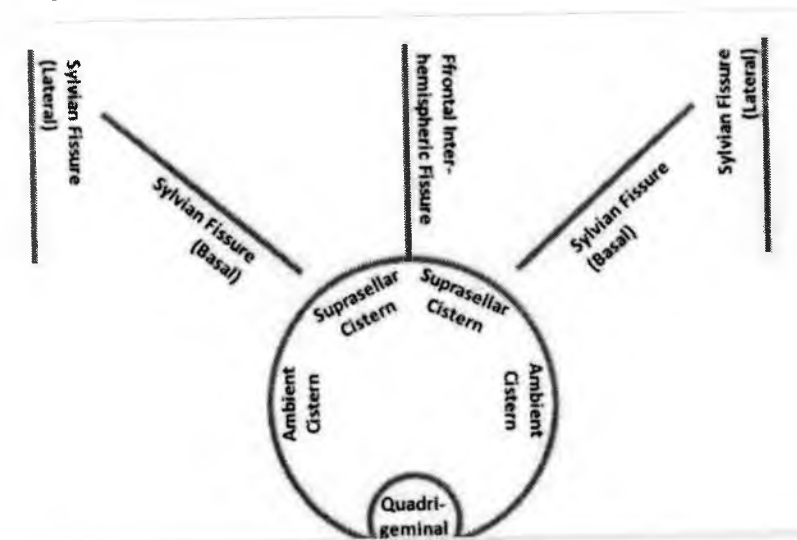 Sylvian Fissure
(Lateral)
Sylvian Fissure
(Basal)
Ffrontal Inter-
hemispheric Fissure
Sylvian Fissure
(Basal)
Sylvian Fissure
(Lateral)
Suprasellar
Cistern
Suprasellar
Cistern
Ambient
Cistern
Ambient
Cistern
Quadri-
geminal